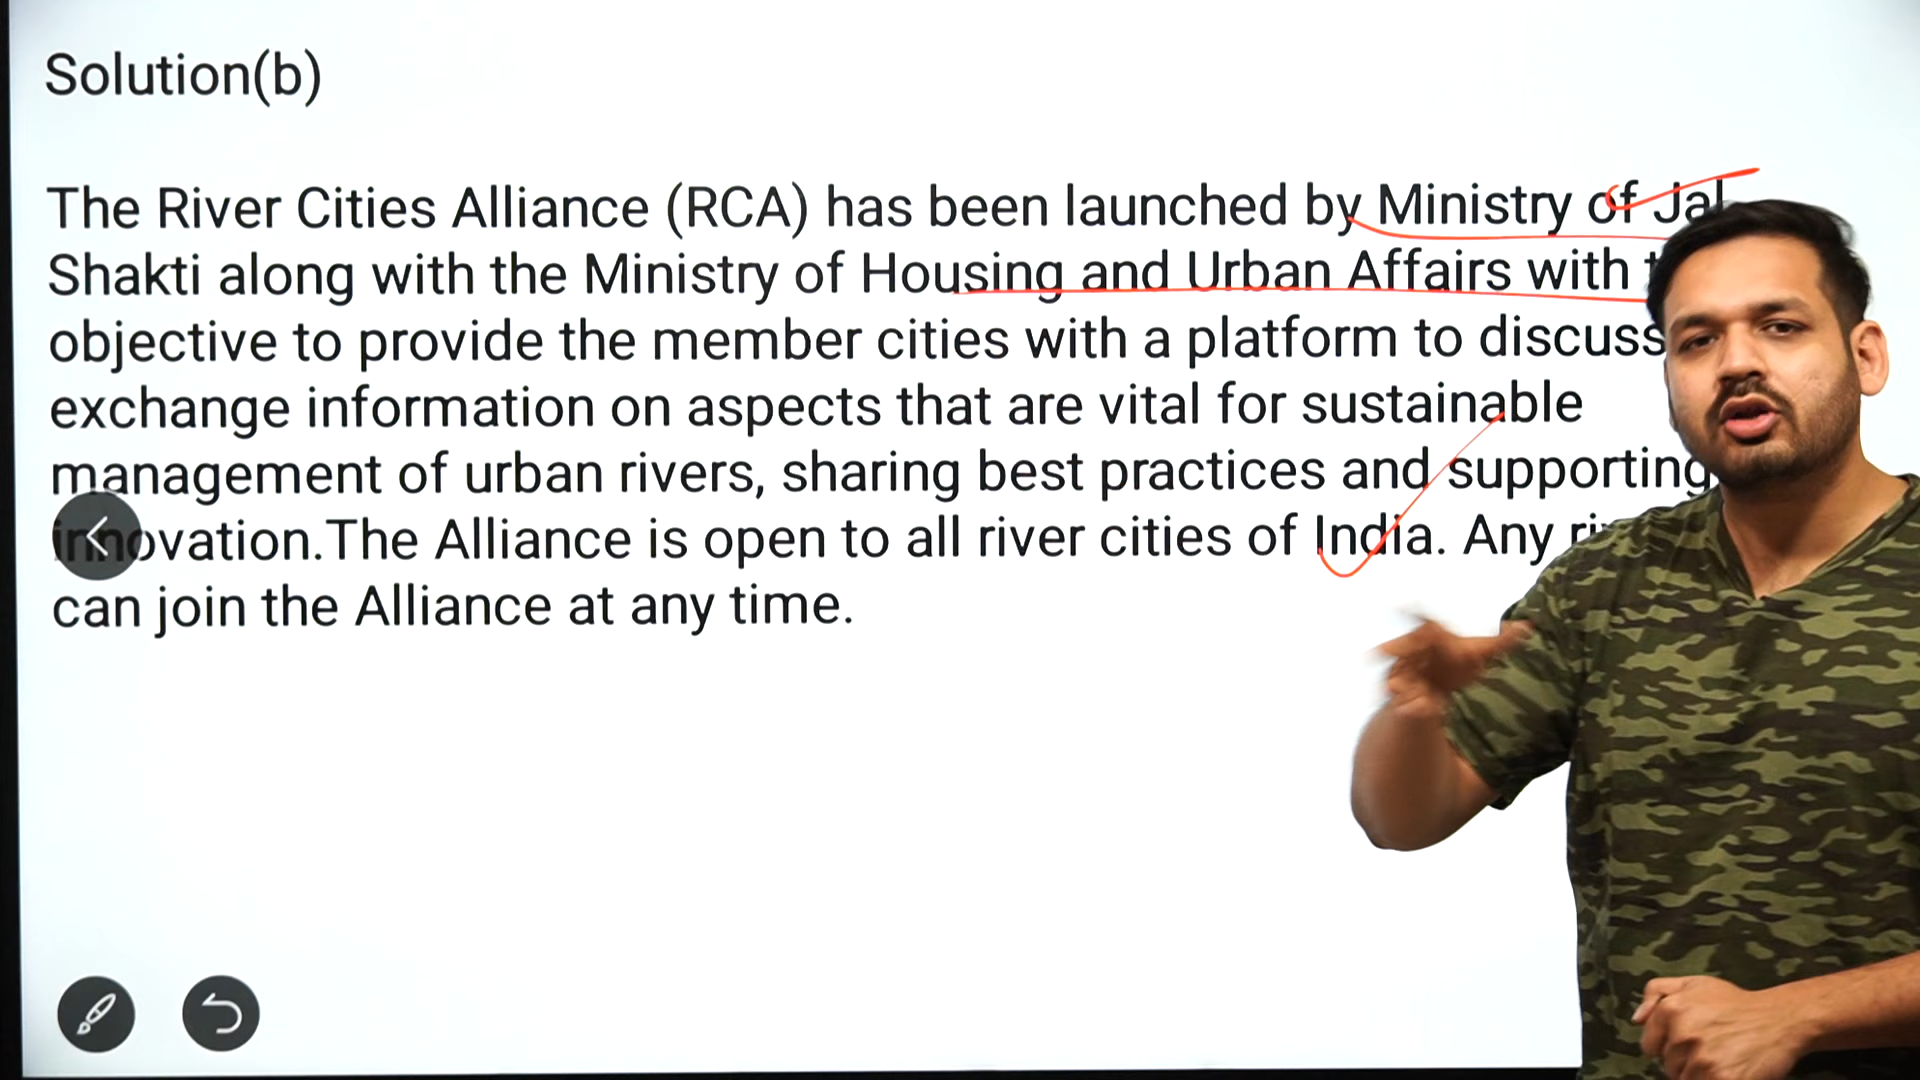 Solution(b)
The River Cities Alliance (RCA) has been launched by Ministry of Jal
Shakti along with the Ministry of Housing and Urban Affairs with
objective to provide the member cities with a platform to discuss
exchange information on aspects that are vital for sustainable
management of urban rivers, sharing best practices and supporting
innovation.The Alliance is open to all river cities of India. Any
can join the Alliance at any time.